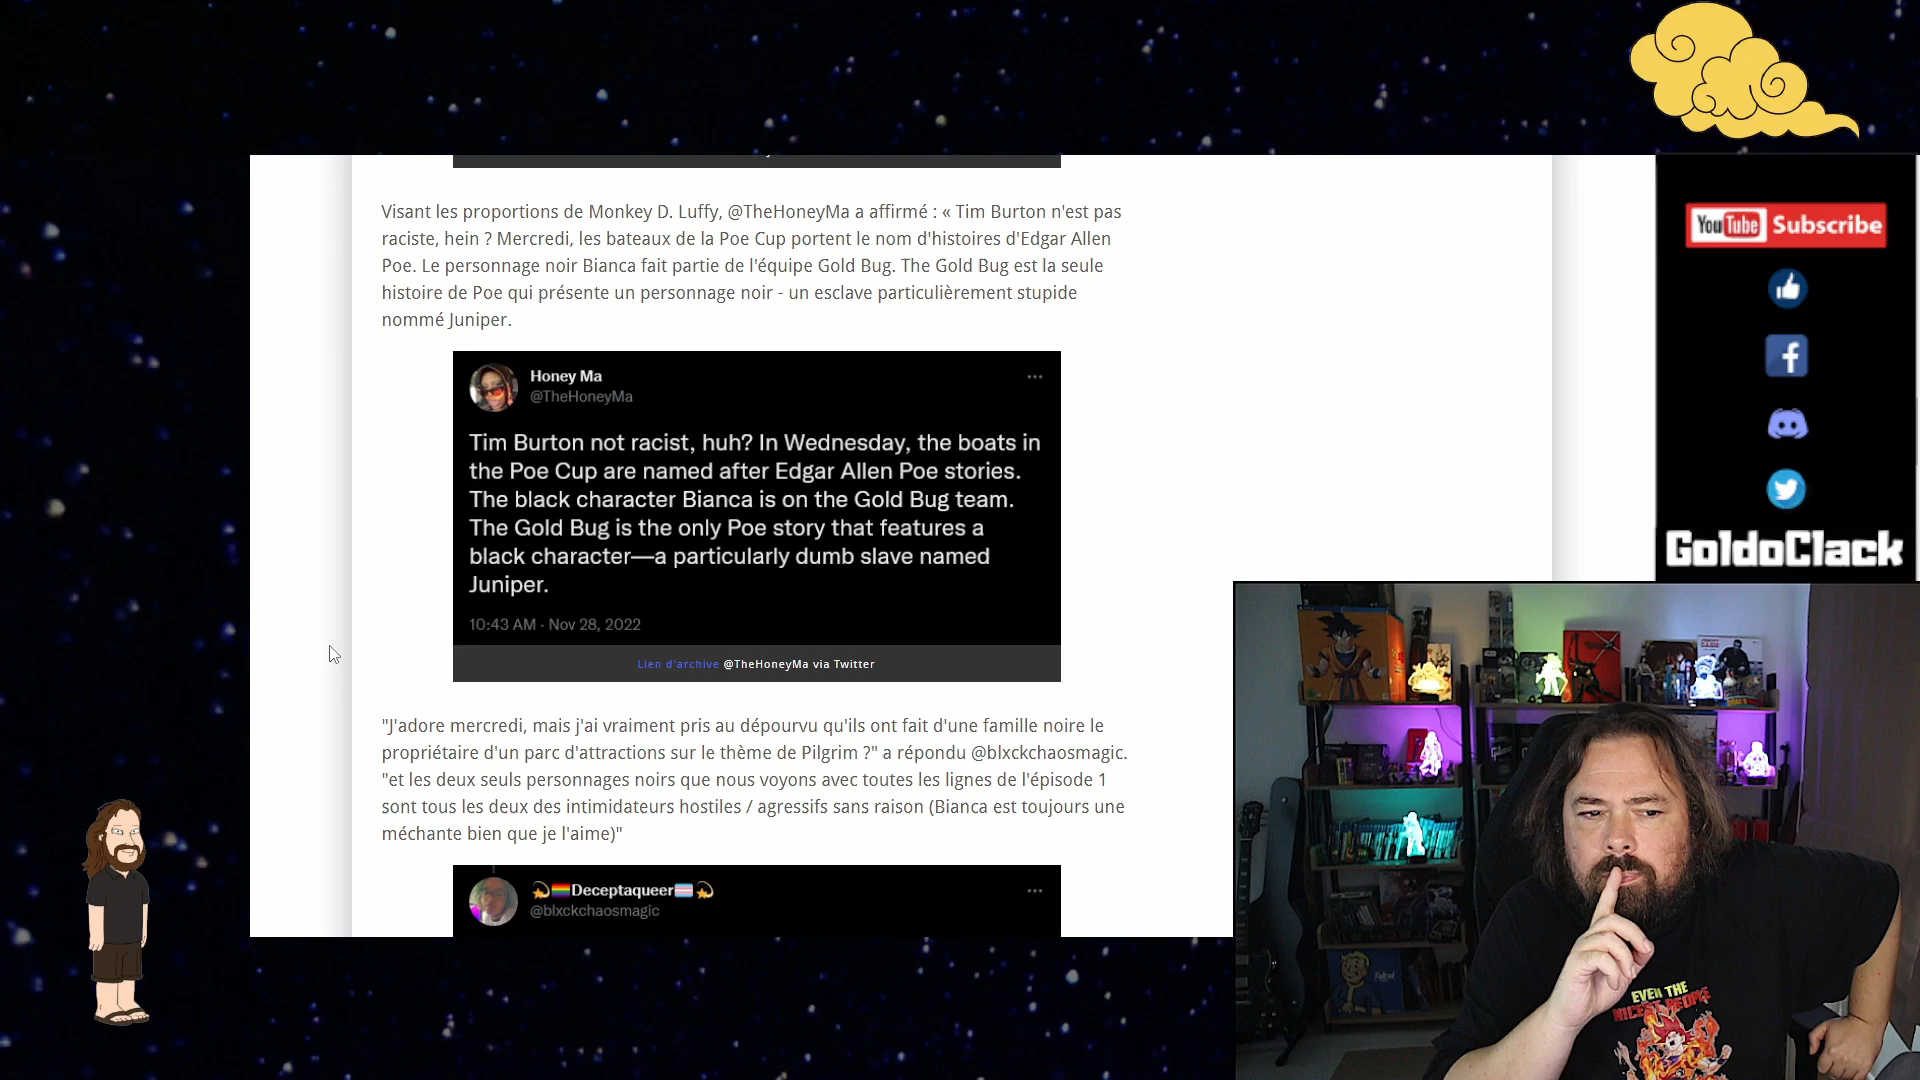 Visant les proportions de Monkey D. Luffy, @TheHoneyMa a affirmé : « Tim Burton n'est pas
raciste, hein ? Mercredi, les bateaux de la Poe Cup portent le nom d'histoires d'Edgar Allen
Poe. Le personnage noir Bianca fait partie de l'équipe Gold Bug. The Gold Bug est la seule
histoire de Poe qui présente un personnage noir - un esclave particulièrement stupide
nommé Juniper.
Honey Ma
@TheHoneyMa
Tim Burton not racist, huh? In Wednesday, the boats in
the Poe Cup are named after Edgar Allen Poe stories.
The black character Bianca is on the Gold Bug team.
The Gold Bug is the only Poe story that features a
black character—a particularly dumb slave named
Juniper.
10:43 AM · Nov 28, 2022
Lien d'archive @TheHoneyMa via Twitter
"J'adore mercredi, mais j'ai vraiment pris au dépourvu qu'ils ont fait d'une famille noire le
propriétaire d'un parc d'attractions sur le thème de Pilgrim ?" a répondu @blxckchaosmagic.
"et les deux seuls personnages noirs que nous voyons avec toutes les lignes de l'épisode 1
sont tous les deux des intimidateurs hostiles / agressifs sans raison (Bianca est toujours une
méchante bien que je l'aime)"
Deceptaqueer
@blxckchaosmagic
YouTube Subscribe
GoldoClack
EVEN THE
NICEST PEOPLE